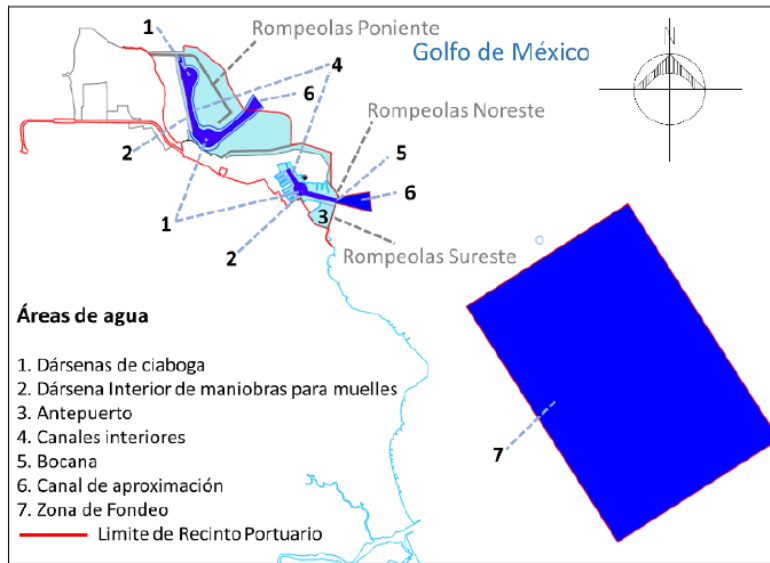 Rompeolas Poniente
Golfo de México
N
1
4
6
Rompeolas Noreste
2
5
6
1
3
2
Rompeolas Sureste
Áreas de agua
1. Dársenas de ciaboga
2. Dársena Interior de maniobras para muelles
3. Antepuerto
4. Canales interiores
5. Bocana
6. Canal de aproximación
7. Zona de Fondeo
Limite de Recinto Portuario
7